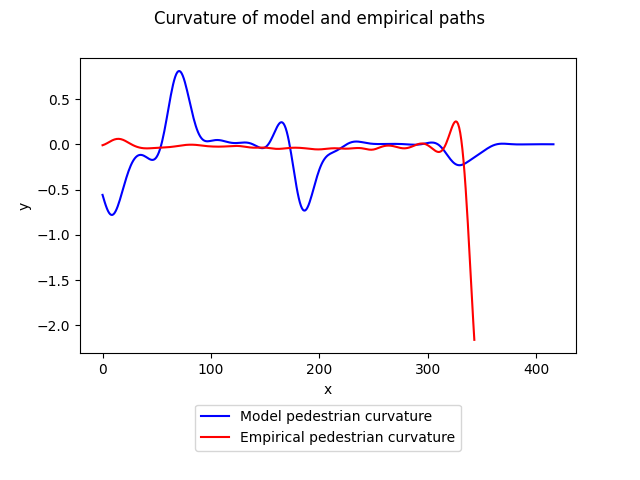 Curvature of model and empirical paths
0.5
0.0
−0.5
−1.0
−1.5
−2.0
y
0 100 200 300 400
x
Model pedestrian curvature
Empirical pedestrian curvature